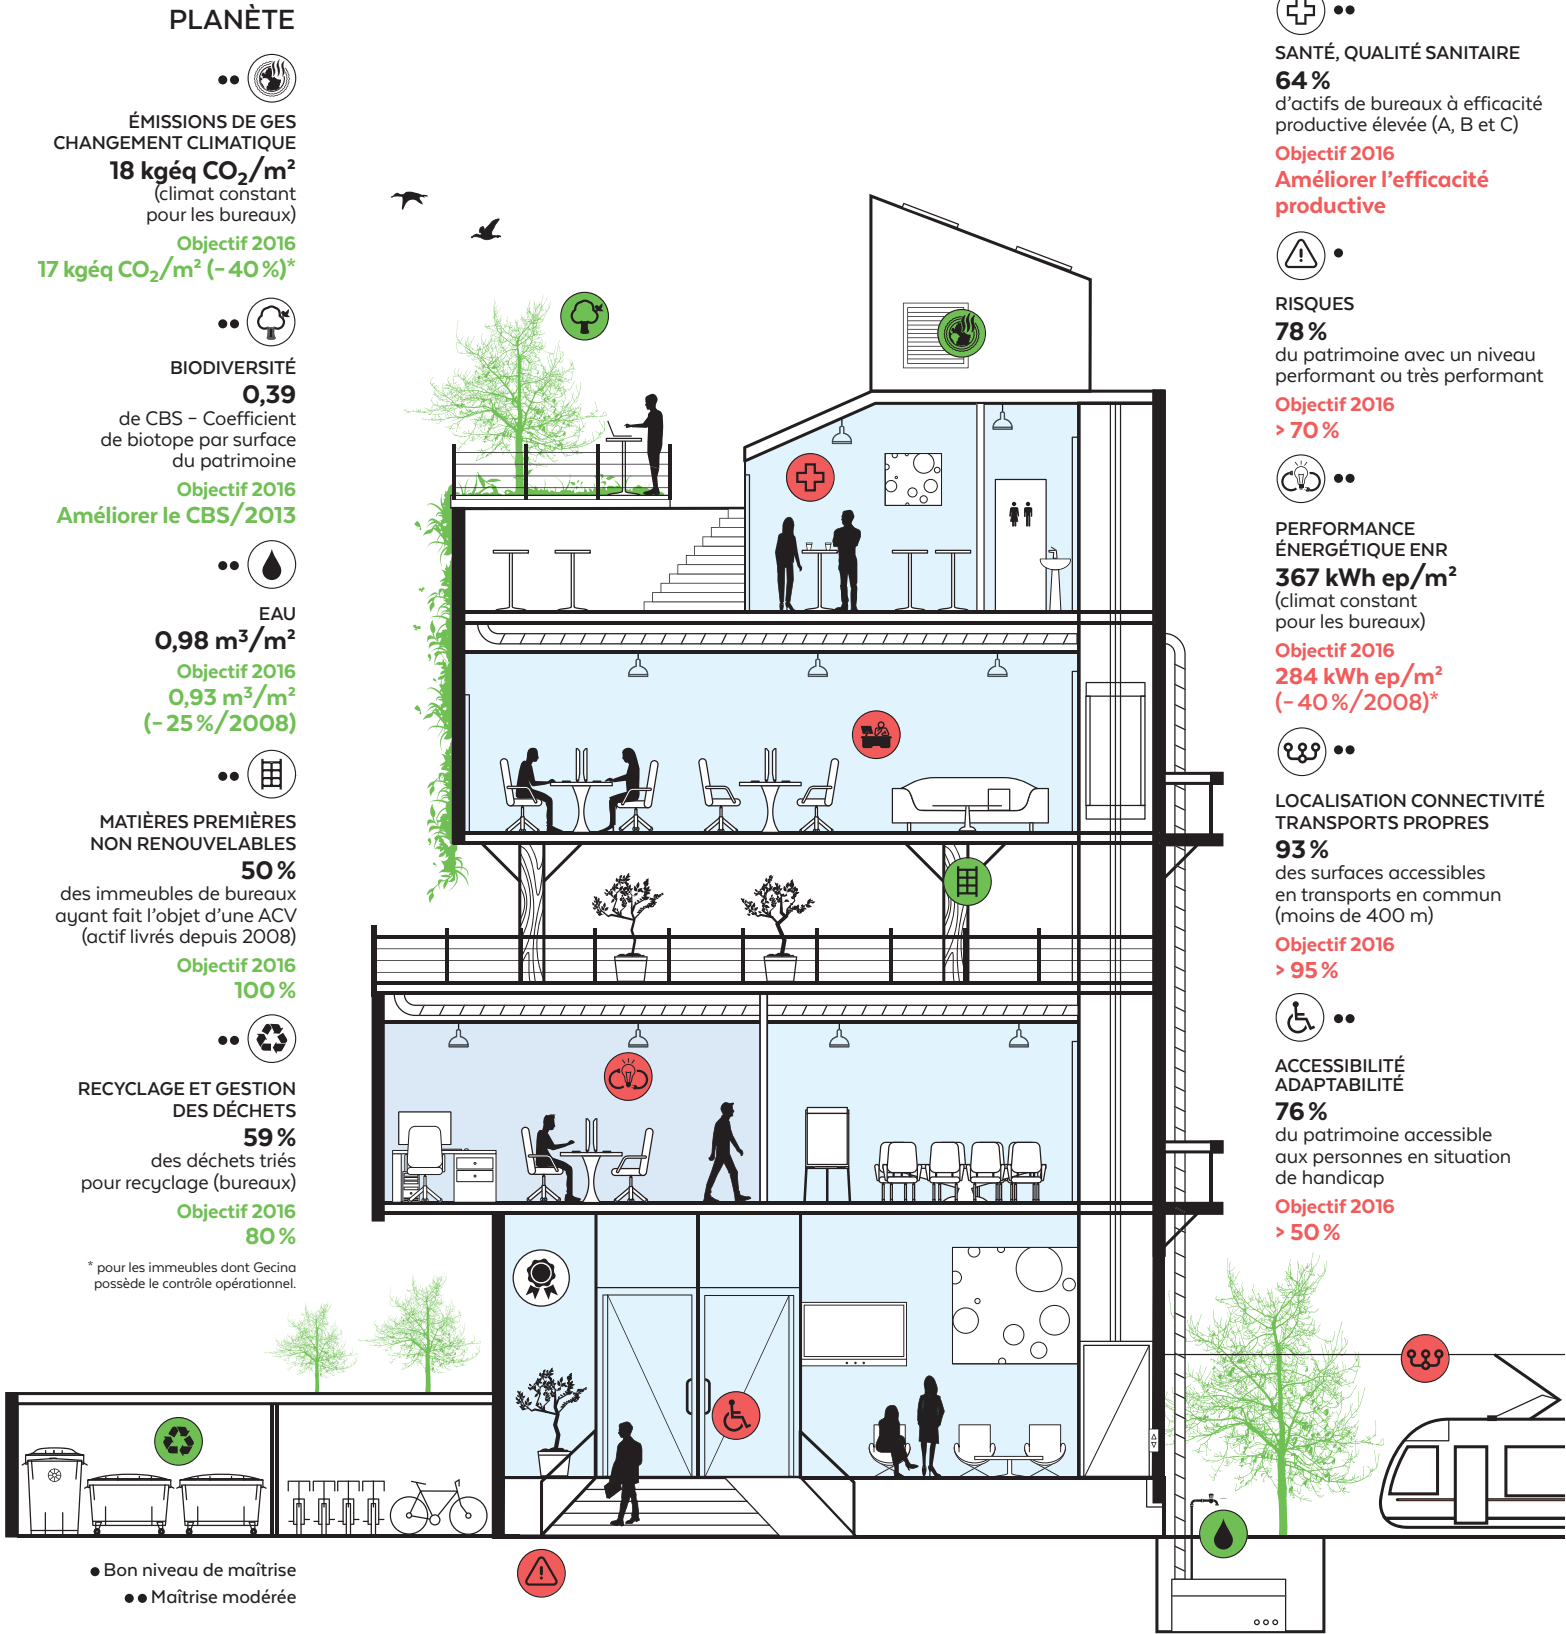 PLANÈTE
ÉMISSIONS DE GES
CHANGEMENT CLIMATIQUE
18 kgéq CO₂/m²
(climat constant
pour les bureaux)
Objectif 2016
17 kgéq CO₂/m² (-40 %)*
BIODIVERSITÉ
0,39
de CBS – Coefficient
de biotope par surface
du patrimoine
Objectif 2016
Améliorer le CBS/2013
EAU
0,98 m³/m²
Objectif 2016
0,93 m³/m²
(-25 %/2008)
MATIÈRES PREMIÈRES
NON RENOUVELABLES
50 %
des immeubles de bureaux
ayant fait l'objet d'une ACV
(actif livrés depuis 2008)
Objectif 2016
100 %
RECYCLAGE ET GESTION
DES DÉCHETS
59 %
des déchets triés
pour recyclage (bureaux)
Objectif 2016
80 %
* pour les immeubles dont Gecina
possède le contrôle opérationnel.
● Bon niveau de maîtrise
●● Maîtrise modérée
SANTÉ, QUALITÉ SANITAIRE
64 %
d'actifs de bureaux à efficacité
productive élevée (A, B et C)
Objectif 2016
Améliorer l'efficacité
productive
RISQUES
78 %
du patrimoine avec un niveau
performant ou très performant
Objectif 2016
> 70 %
PERFORMANCE
ÉNERGÉTIQUE ENR
367 kWh ep/m²
(climat constant
pour les bureaux)
Objectif 2016
284 kWh ep/m²
(-40 %/2008)*
LOCALISATION CONNECTIVITÉ
TRANSPORTS PROPRES
93 %
des surfaces accessibles
en transports en commun
(moins de 400 m)
Objectif 2016
> 95 %
ACCESSIBILITÉ
ADAPTABILITÉ
76 %
du patrimoine accessible
aux personnes en situation
de handicap
Objectif 2016
> 50 %